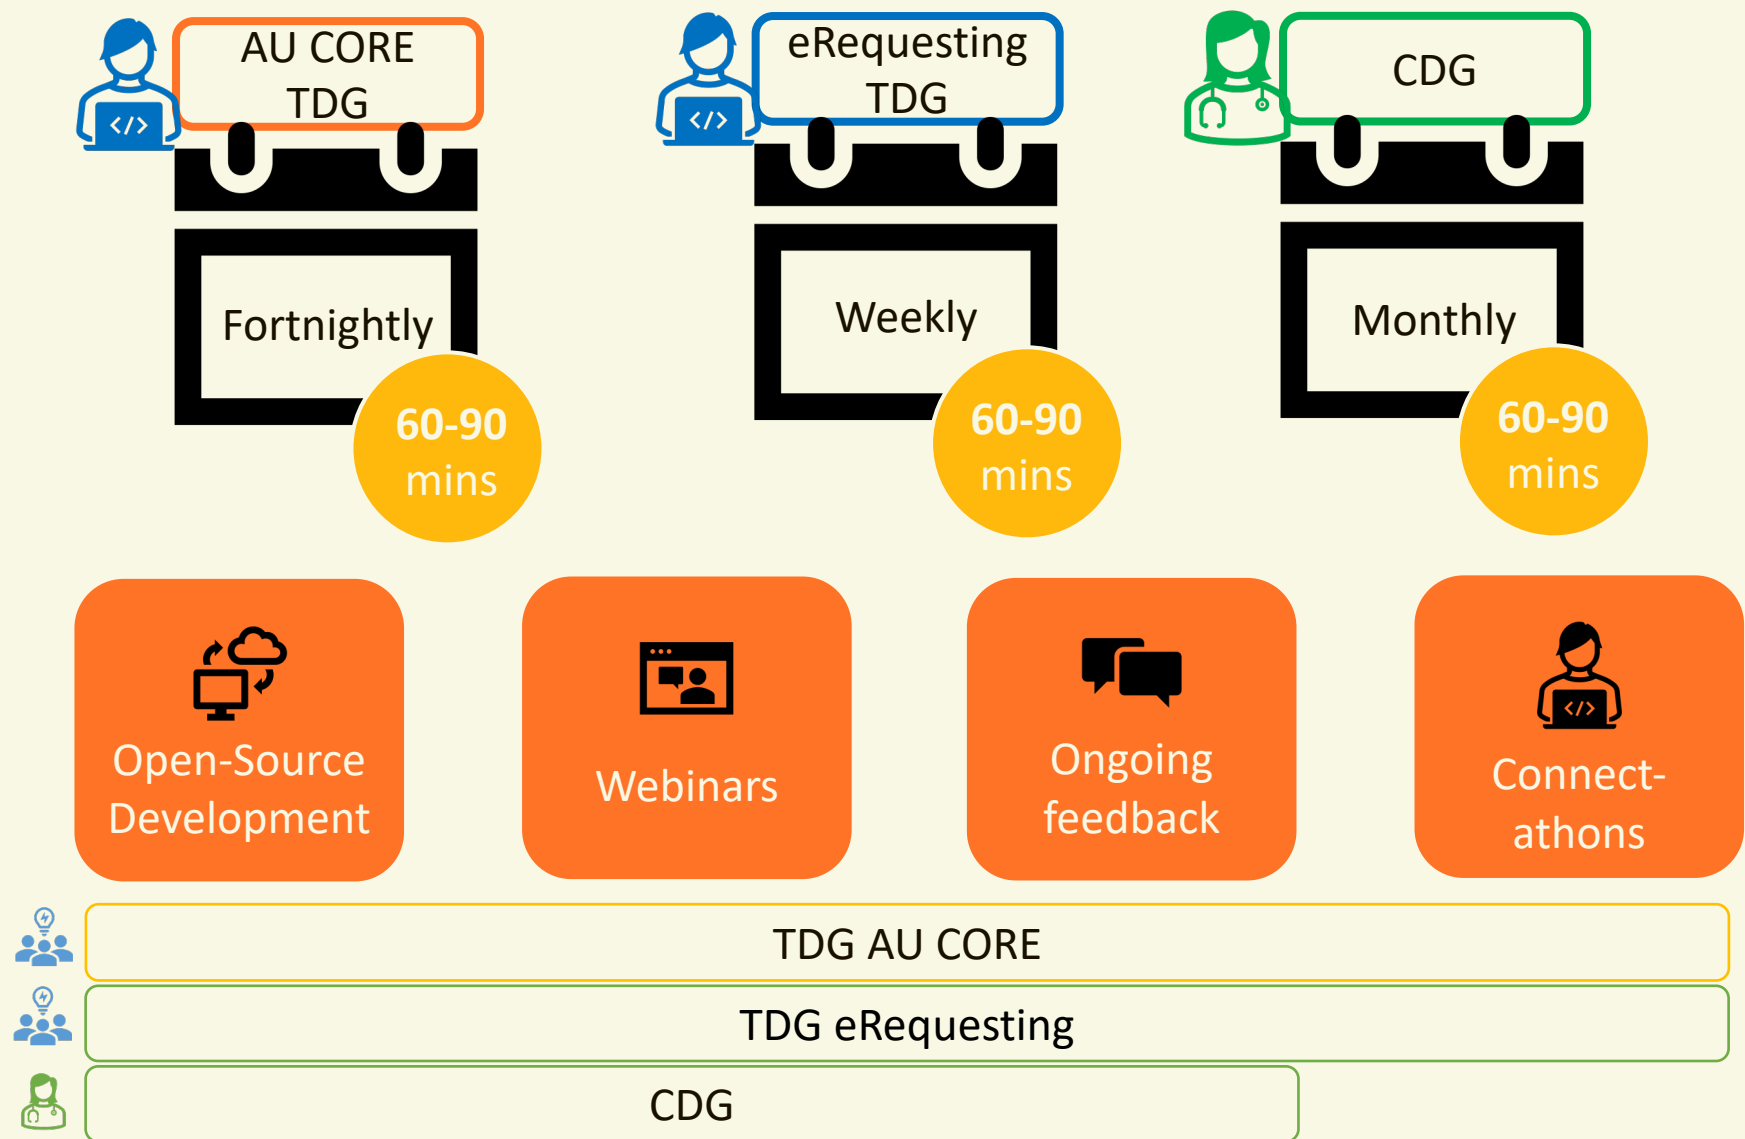 AU CORE
TDG
</>
eRequesting
TDG
</>
CDG
Fortnightly
Weekly
Monthly
60-90
mins
60-90
mins
60-90
mins
Open-Source
Development
Webinars
Ongoing
feedback
</>
Connect-
athons
TDG AU CORE
TDG eRequesting
CDG